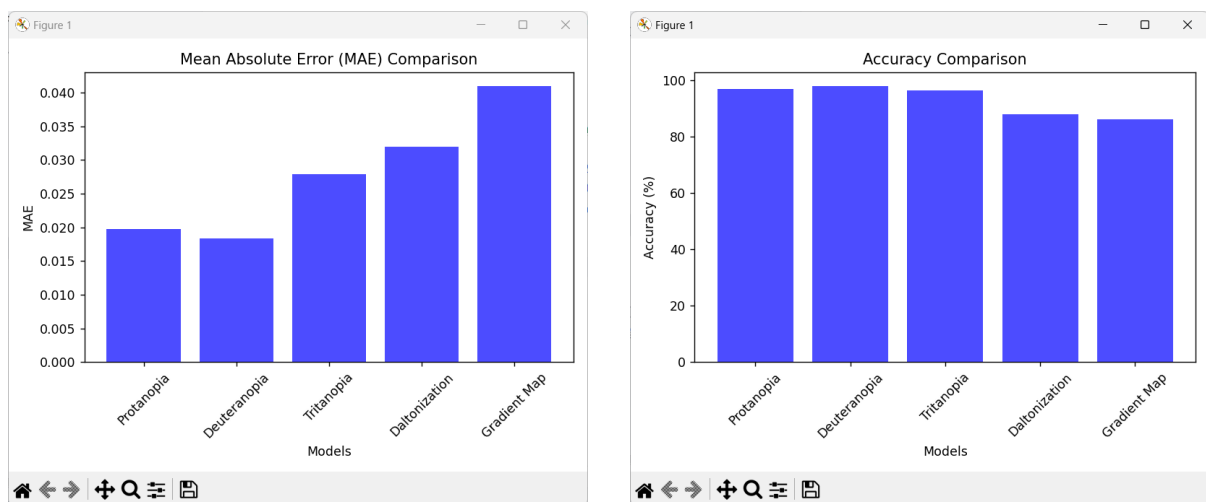 Figure 1
Mean Absolute Error (MAE) Comparison
0.040
0.035
0.030
0.025
0.020
0.015
0.010
0.005
0.000
MAE
Protanopia
Deuteranopia
Tritanopia
Daltonization
Gradient Map
Models
Figure 1
Accuracy Comparison
100
80
60
40
20
0
Accuracy (%)
Protanopia
Deuteranopia
Tritanopia
Daltonization
Gradient Map
Models